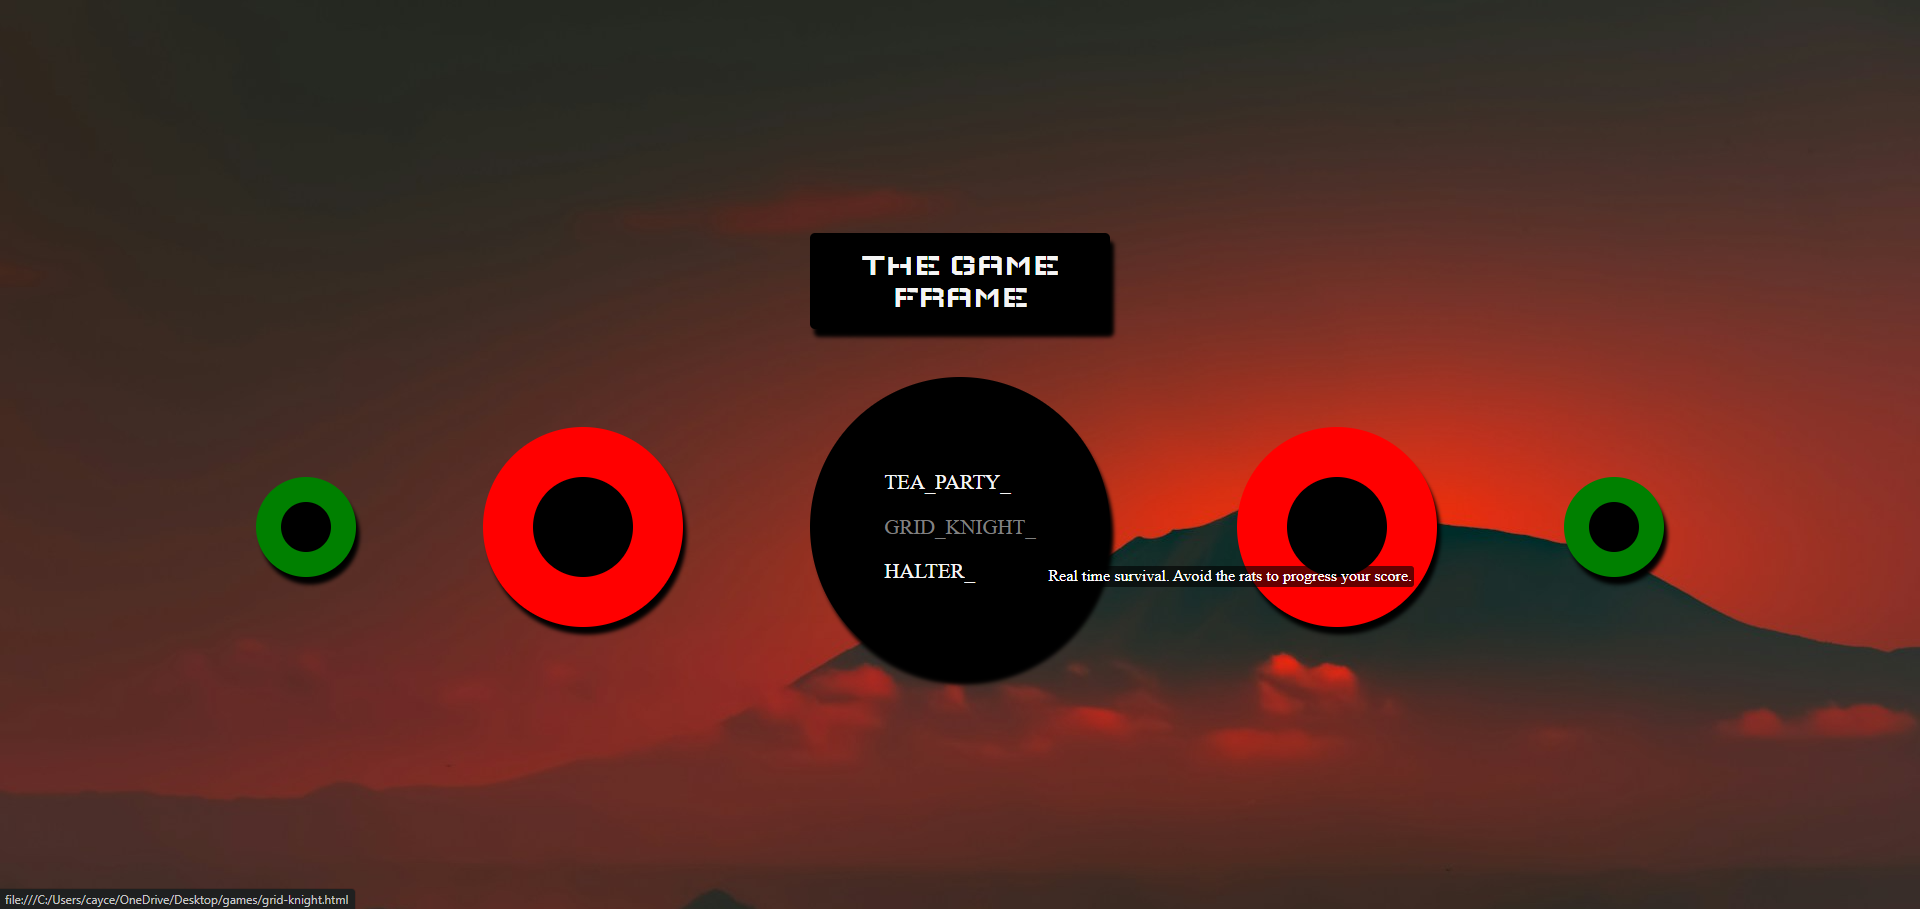 THE GAME
FRAME
TEA_PARTY_
GRID_KNIGHT_
HALTER_
Real time survival. Avoid the rats to progress your score.
file:///C:/Users/cayce/OneDrive/Desktop/games/grid-knight.html